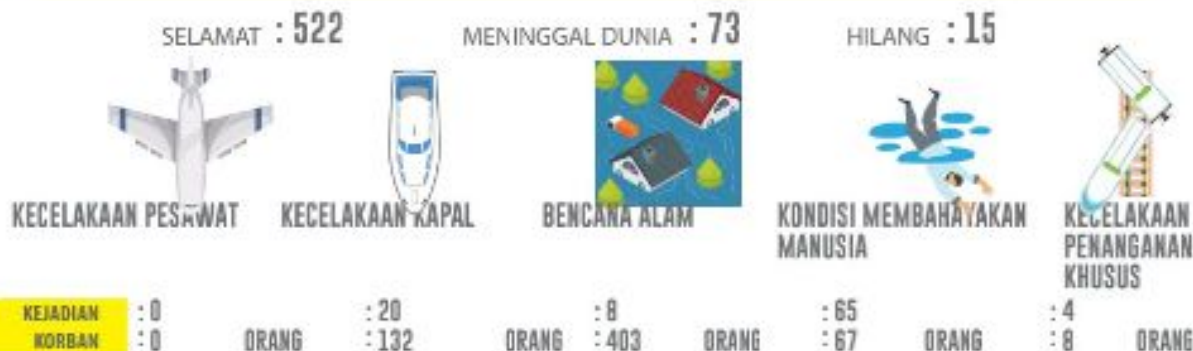 SELAMAT : 522 MENINGGAL DUNIA : 73 HILANG : 15
KECELAKAAN PESAWAT KECELAKAAN KAPAL BENCANA ALAM KONDISI MEMBAHAYAKAN MANUSIA KECELAKAAN PENANGANAN KHUSUS
KEJADIAN : 0 : 20 : 8 : 65 : 4
KORBAN : 0 ORANG : 132 ORANG : 403 ORANG : 67 ORANG : 8 ORANG